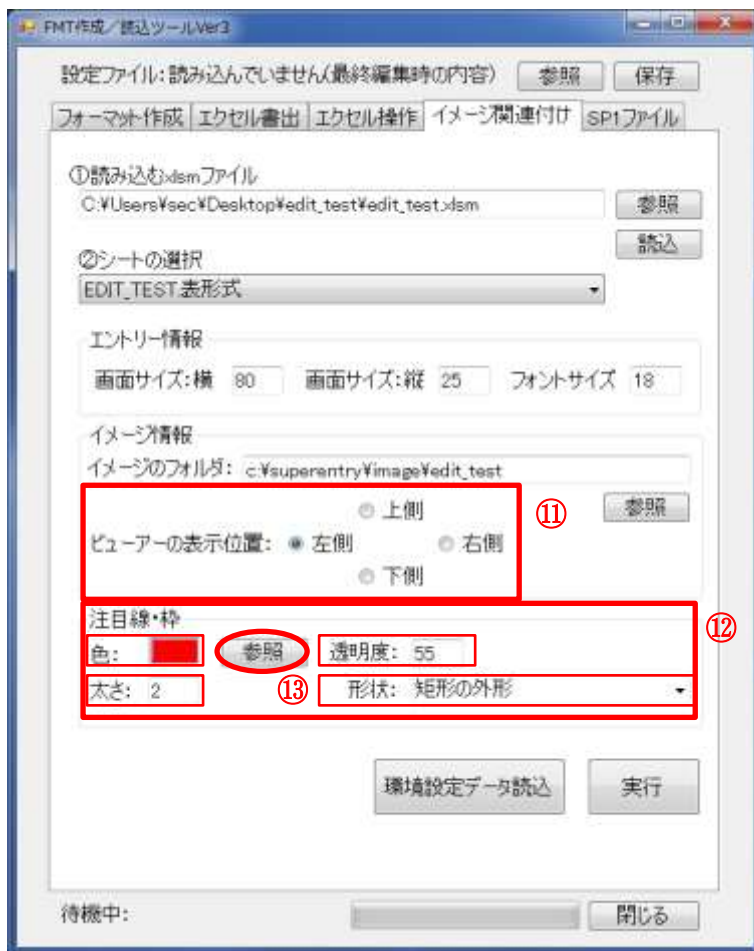 FMT作成／読込ツールVer3
設定ファイル:読み込んでいません(最終編集時の内容) 参照 保存
フォーマット作成 エクセル書出 エクセル操作 イメージ関連付け SP1ファイル
①読み込むxlsmファイル
C:¥Users¥sec¥Desktop¥edit_test¥edit_test.xlsm 参照
読込
②シートの選択
EDIT_TEST.表形式
エントリー情報
画面サイズ:横 80 画面サイズ:縦 25 フォントサイズ 18
イメージ情報
イメージのフォルダ: c:¥superentry¥image¥edit_test
参照
上側 ⑪
ビューアーの表示位置: 左側 右側
下側
注目線・枠 ⑫
色: 参照 透明度: 55
太さ: 2 ⑬ 形状: 矩形の外形
環境設定データ読込 実行
待機中: 閉じる